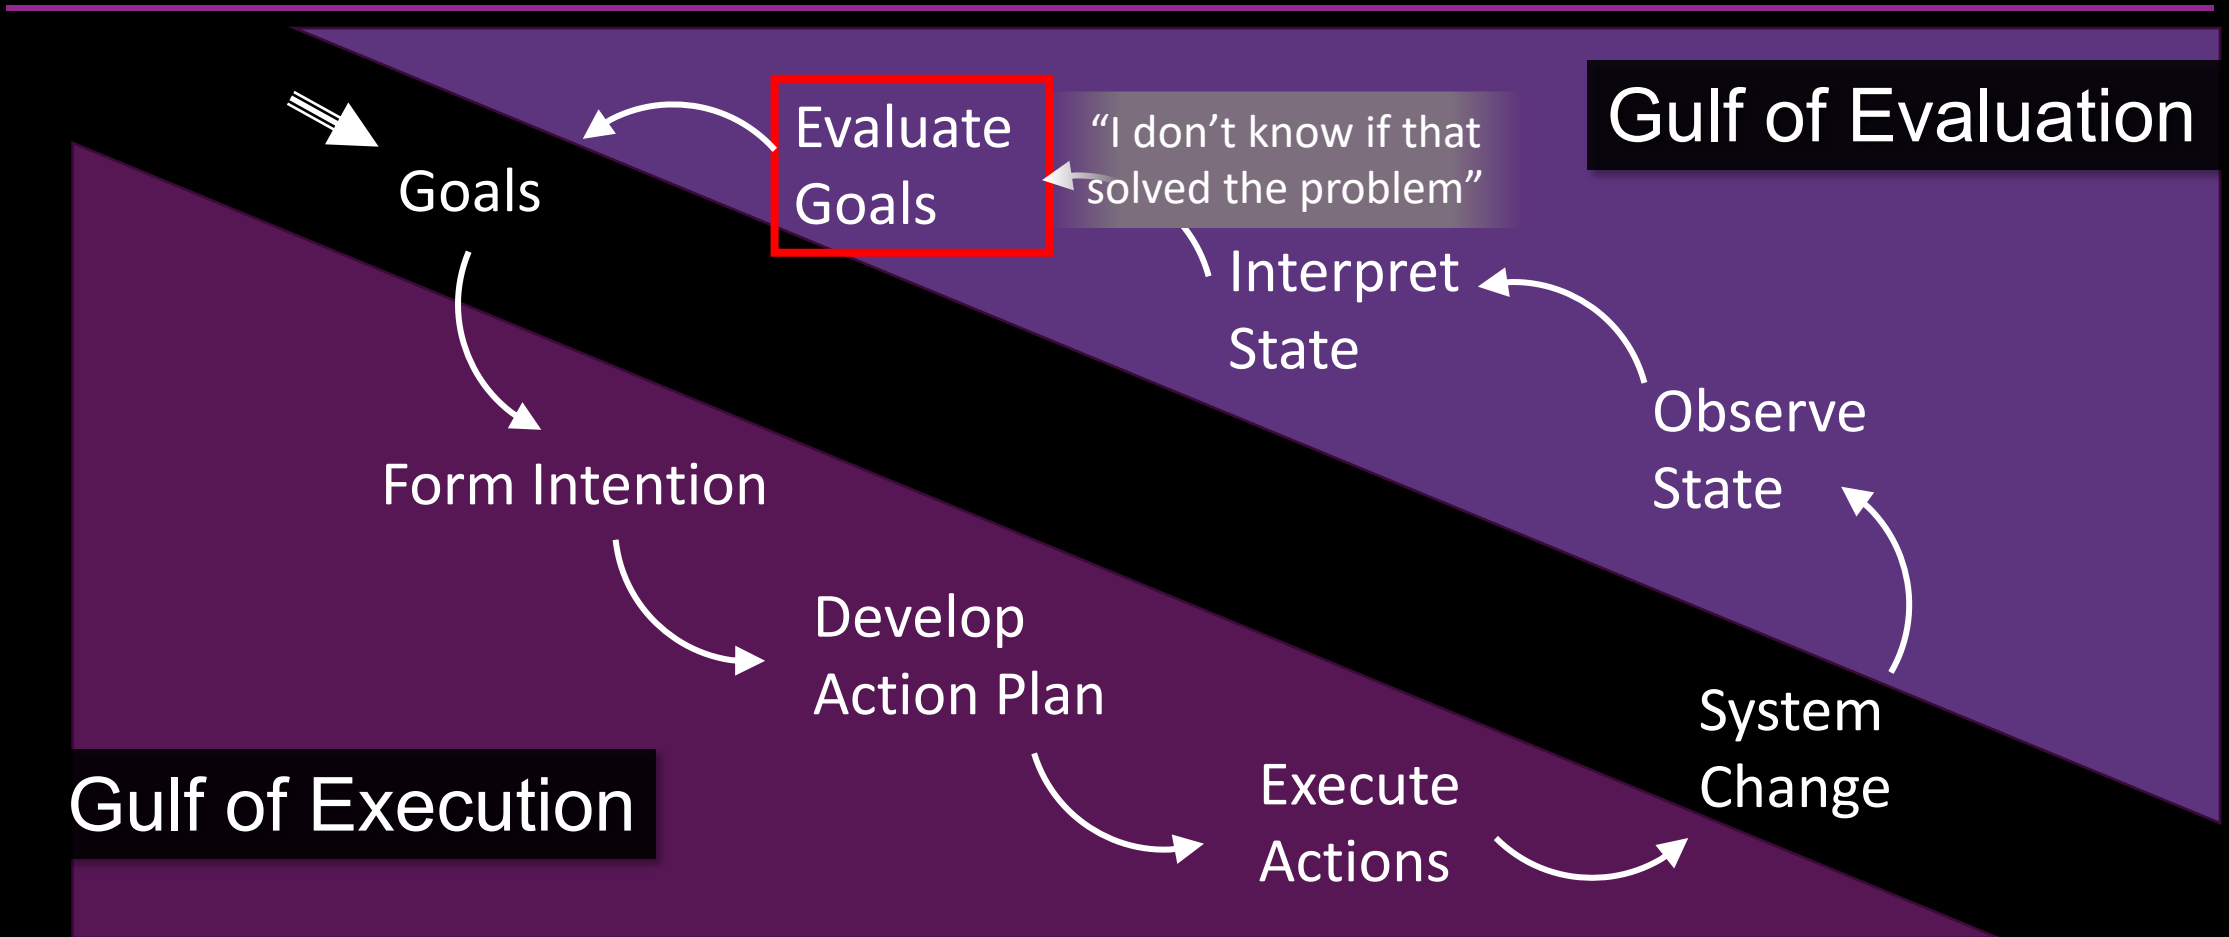 Gulf of Evaluation
Evaluate
Goals
“I don’t know if that
solved the problem”
Goals
Interpret
State
Observe
State
Form Intention
Develop
Action Plan
System
Change
Gulf of Execution
Execute
Actions